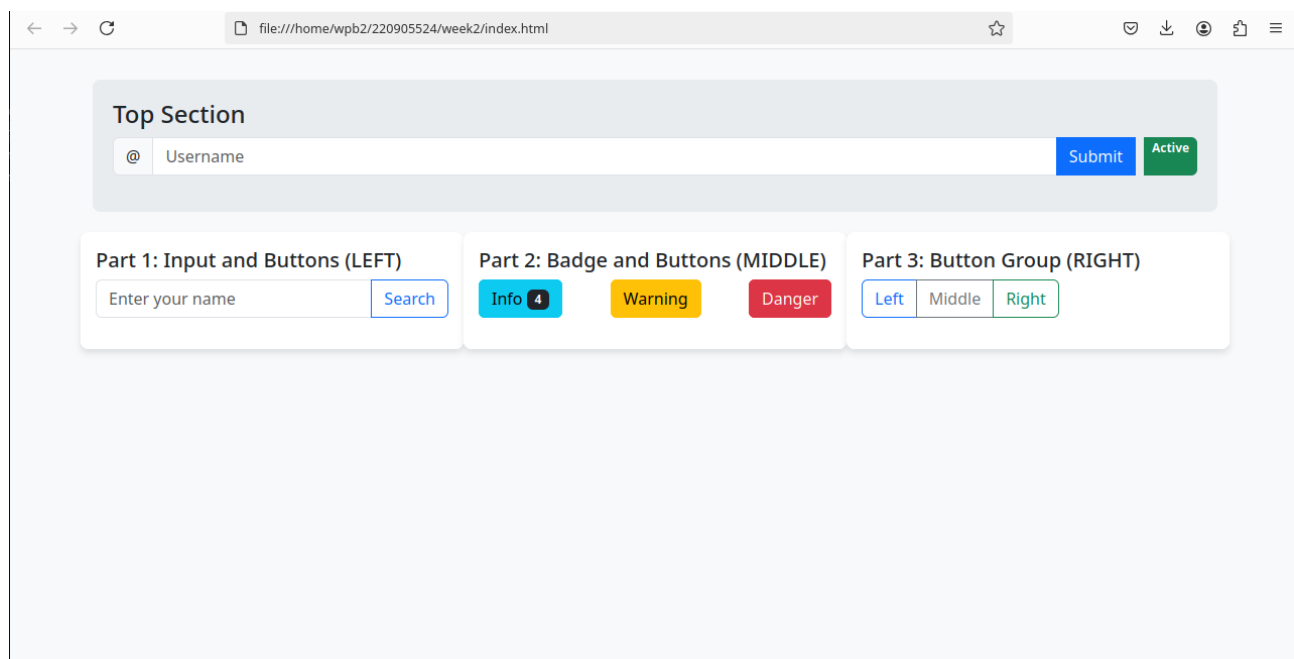 file:///home/wpb2/220905524/week2/index.html
Top Section
@ Username Submit Active
Part 1: Input and Buttons (LEFT) Part 2: Badge and Buttons (MIDDLE) Part 3: Button Group (RIGHT)
Enter your name Search Info 4 Warning Danger Left Middle Right